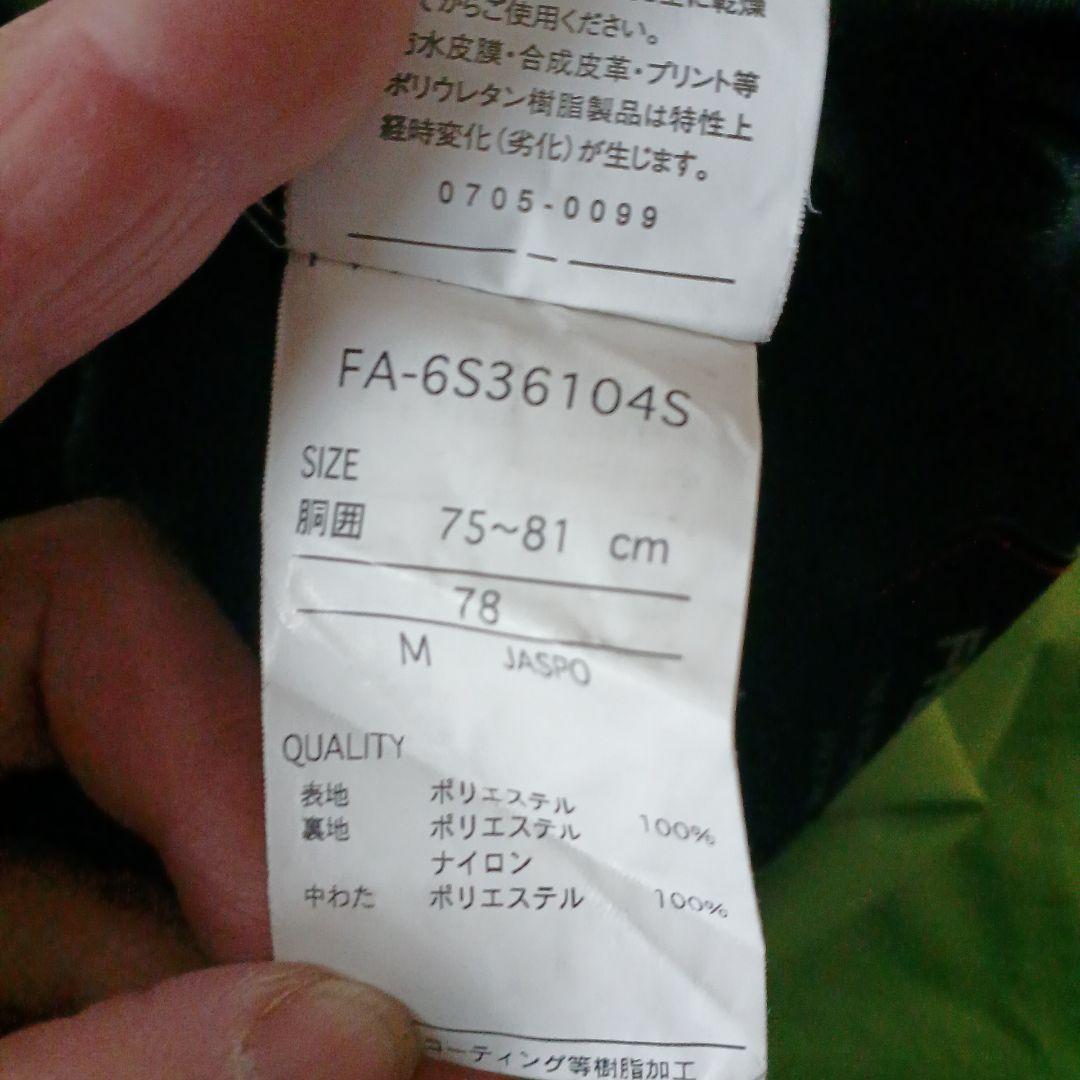 に乾燥
てからご使用ください。
水皮膜・合成皮革・プリント等
ポリウレタン樹脂製品は特性上
経時変化(劣化)が生じます。
0705-0099
FA-6S36104S
SIZE
胴囲 75~81 cm
78
M JASPO
QUALITY
表地 ポリエステル
裏地 ポリエステル 100%
ナイロン
中わた ポリエステル 100%
コーティング等樹脂加工